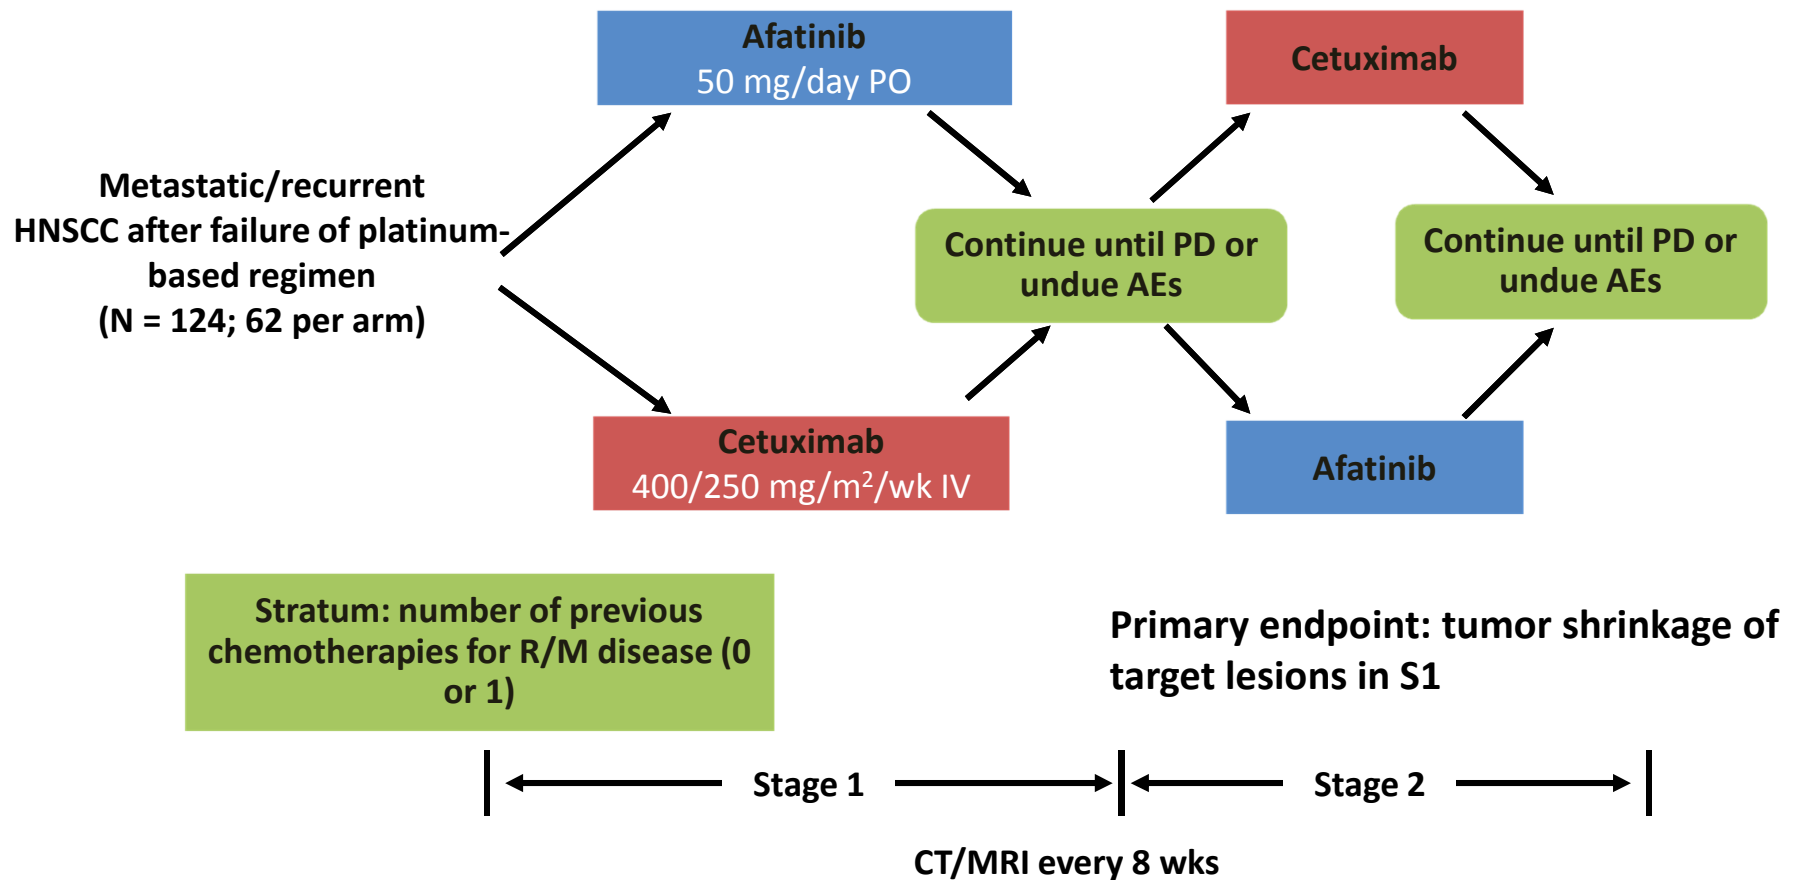 Afatinib
50 mg/day PO
Cetuximab
Metastatic/recurrent
HNSCC after failure of platinum-
based regimen
(N = 124; 62 per arm)
Continue until PD or
undue AEs
Continue until PD or
undue AEs
Cetuximab
400/250 mg/m²/wk IV
Afatinib
Stratum: number of previous
chemotherapies for R/M disease (0
or 1)
Primary endpoint: tumor shrinkage of
target lesions in S1
Stage 1
Stage 2
CT/MRI every 8 wks